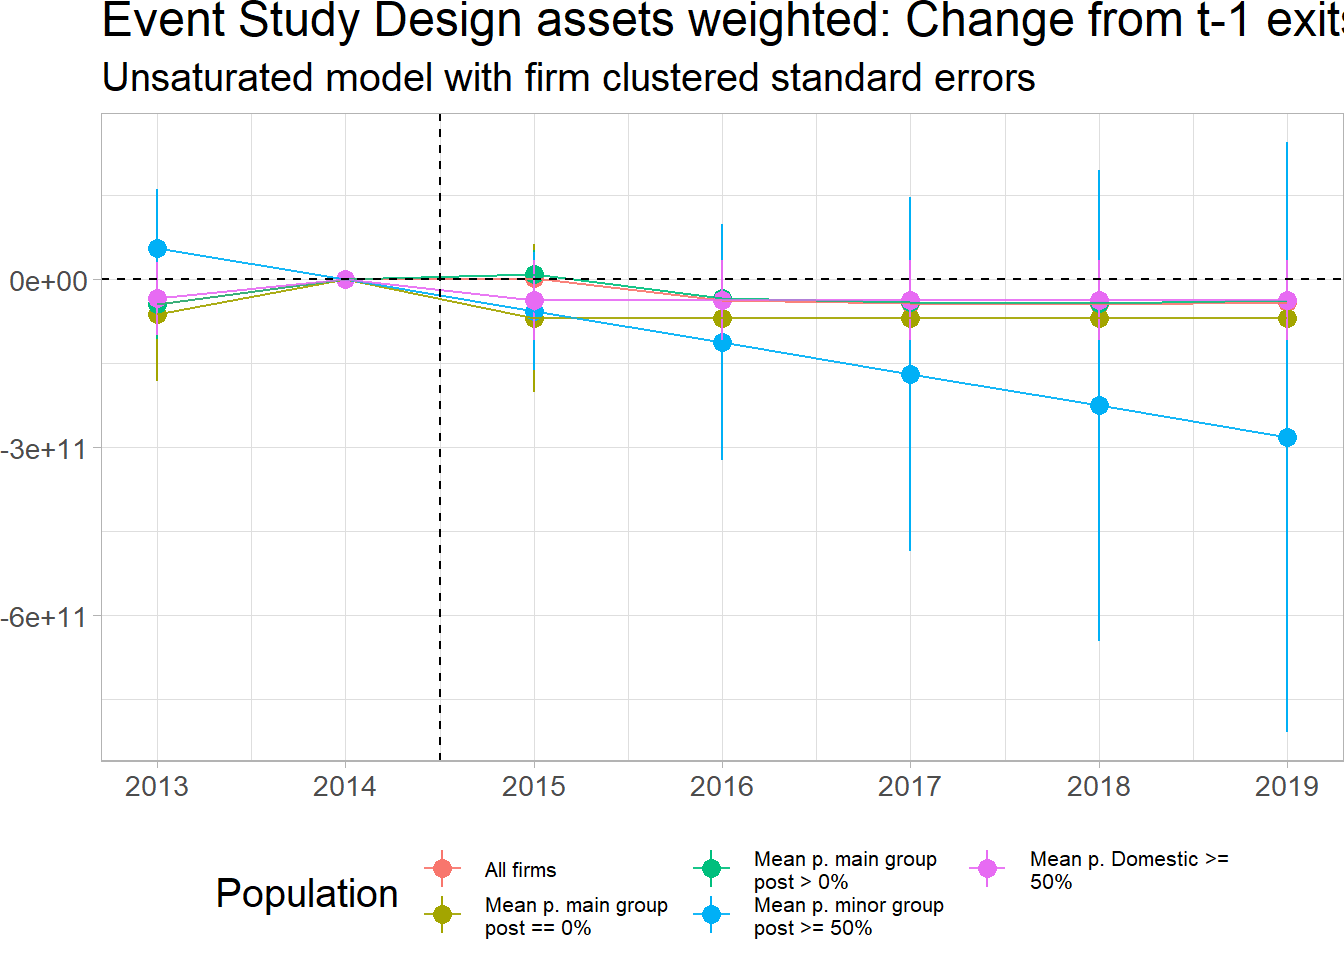 Event Study Design assets weighted: Change from t-1 exits
Unsaturated model with firm clustered standard errors
0e+00
-3e+11
-6e+11
2013 2014 2015 2016 2017 2018 2019
Population
All firms
Mean p. main group
post == 0%
Mean p. main group
post > 0%
Mean p. minor group
post >= 50%
Mean p. Domestic >=
50%